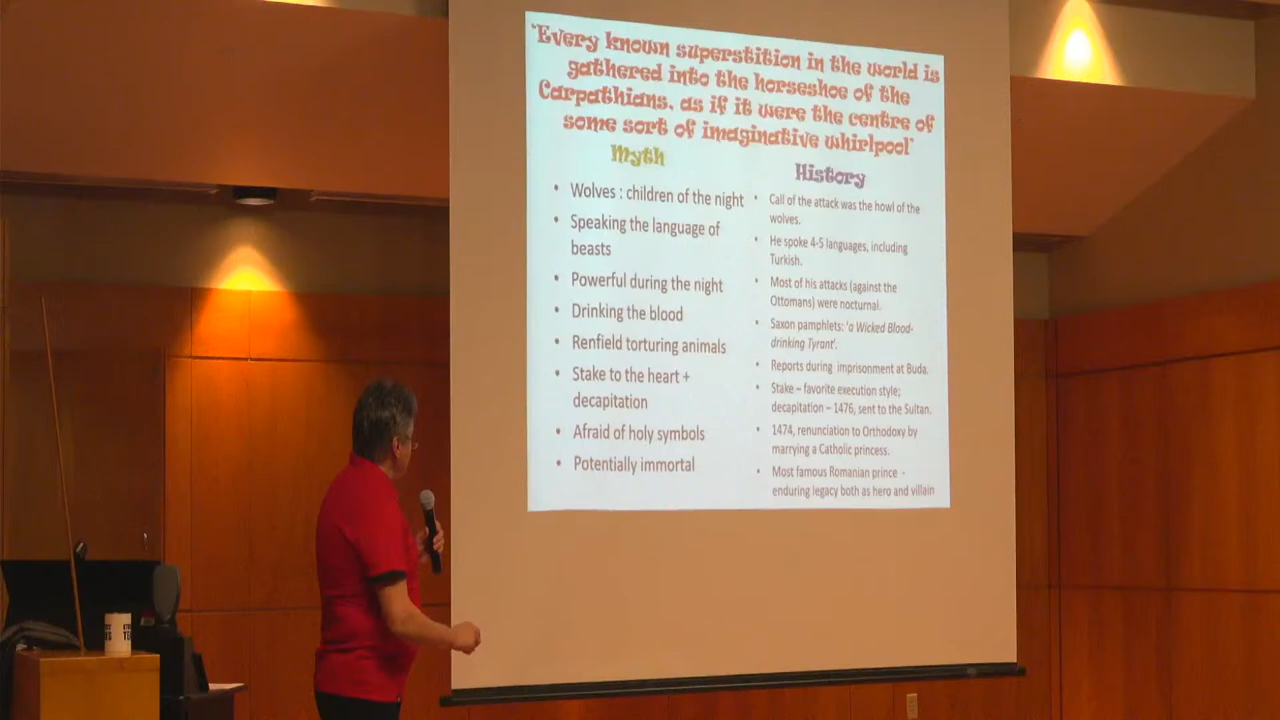 'Every known superstition in the world is
gathered into the horseshoe of the
Carpathians, as if it were the centre of
some sort of imaginative whirlpool'
Myth
• Wolves : children of the night
• Speaking the language of
beasts
• Powerful during the night
• Drinking the blood
• Renfield torturing animals
• Stake to the heart +
decapitation
• Afraid of holy symbols
• Potentially immortal
History
• Call of the attack was the howl of the
wolves.
• He spoke 4-5 languages, including
Turkish.
• Most of his attacks (against the
Ottomans) were nocturnal.
• Saxon pamphlets: 'a Wicked Blood-
drinking Tyrant'.
• Reports during imprisonment at Buda.
• Stake – favorite execution style;
decapitation – 1476, sent to the Sultan.
• 1474, renunciation to Orthodoxy by
marrying a Catholic princess.
• Most famous Romanian prince -
enduring legacy both as hero and villain